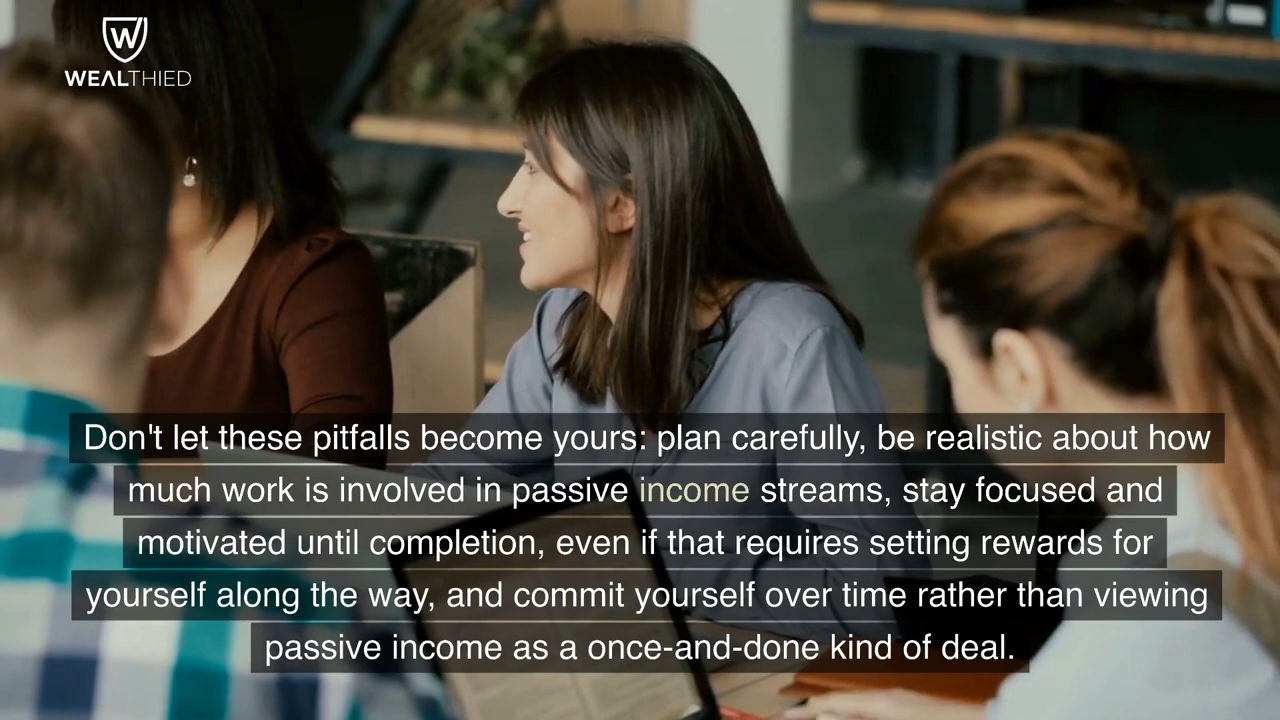 W
WEALTHIED
Don't let these pitfalls become yours: plan carefully, be realistic about how
much work is involved in passive income streams, stay focused and
motivated until completion, even if that requires setting rewards for
yourself along the way, and commit yourself over time rather than viewing
passive income as a once-and-done kind of deal.